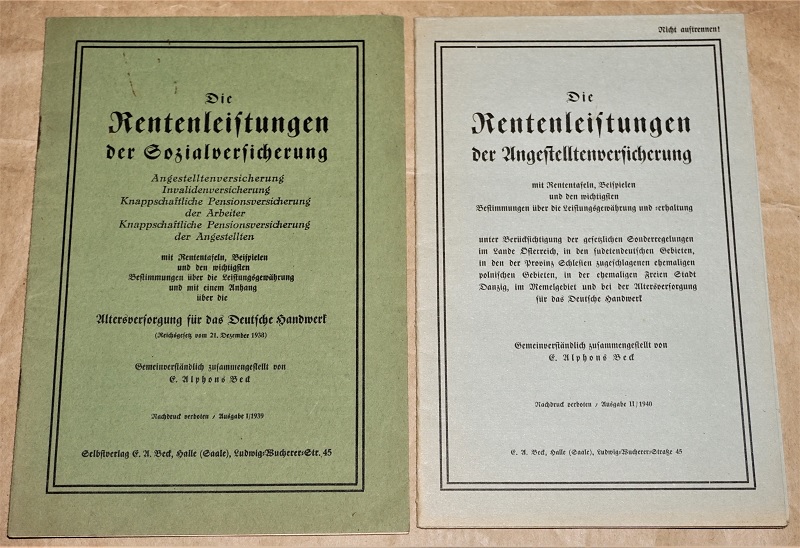 Die
Rentenleistungen
der Sozialversicherung
Angestelltenversicherung
Invalidenversicherung
Knappschaftliche Pensionsversicherung
der Arbeiter
Knappschaftliche Pensionsversicherung
der Angestellten
mit Rententafeln, Beispielen
und den wichtigsten
Bestimmungen über die Leistungsgewährung
und mit einem Anhang
über die
Altersversorgung für das Deutsche Handwerk
(Reichsgesetz vom 21. Dezember 1938)
Gemeinverständlich zusammengestellt von
E. Alphons Beck
Nachdruck verboten / Ausgabe I/1939
Selbstverlag E. A. Beck, Halle (Saale), Ludwig-Wucherer-Str. 45
Nicht auftrennen!
Die
Rentenleistungen
der Angestelltenversicherung
mit Rententafeln, Beispielen
und den wichtigsten
Bestimmungen über die Leistungsgewährung und -erhaltung
unter Berücksichtigung der gesetzlichen Sonderregelungen
im Lande Österreich, in den sudetendeutschen Gebieten,
in den der Provinz Schlesien zugeschlagenen ehemaligen
polnischen Gebieten, in der ehemaligen Freien Stadt
Danzig, im Memelgebiet und bei der Altersversorgung
für das Deutsche Handwerk
Gemeinverständlich zusammengestellt von
E. Alphons Beck
Nachdruck verboten / Ausgabe II/1940
E. A. Beck, Halle (Saale), Ludwig-Wucherer-Straße 45